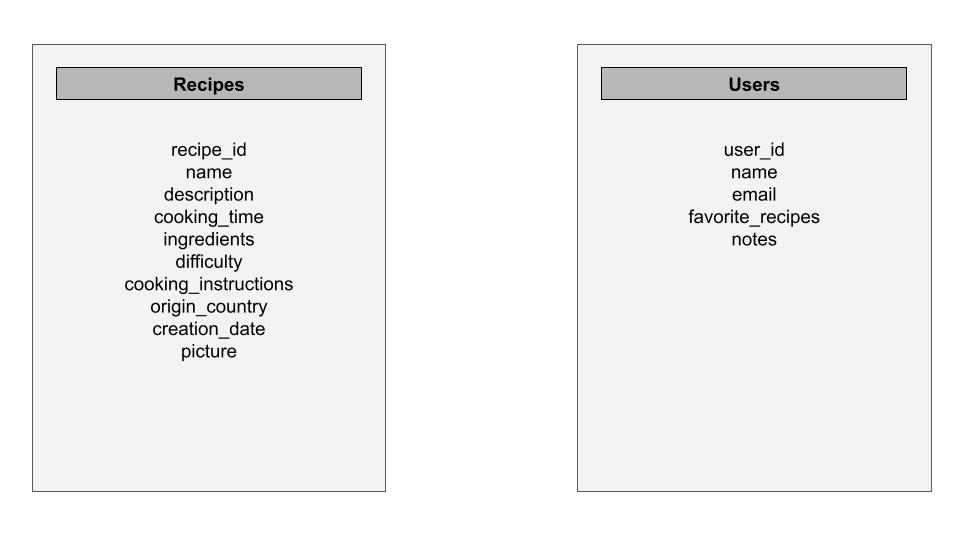 Recipes
recipe_id
name
description
cooking_time
ingredients
difficulty
cooking_instructions
origin_country
creation_date
picture
Users
user_id
name
email
favorite_recipes
notes